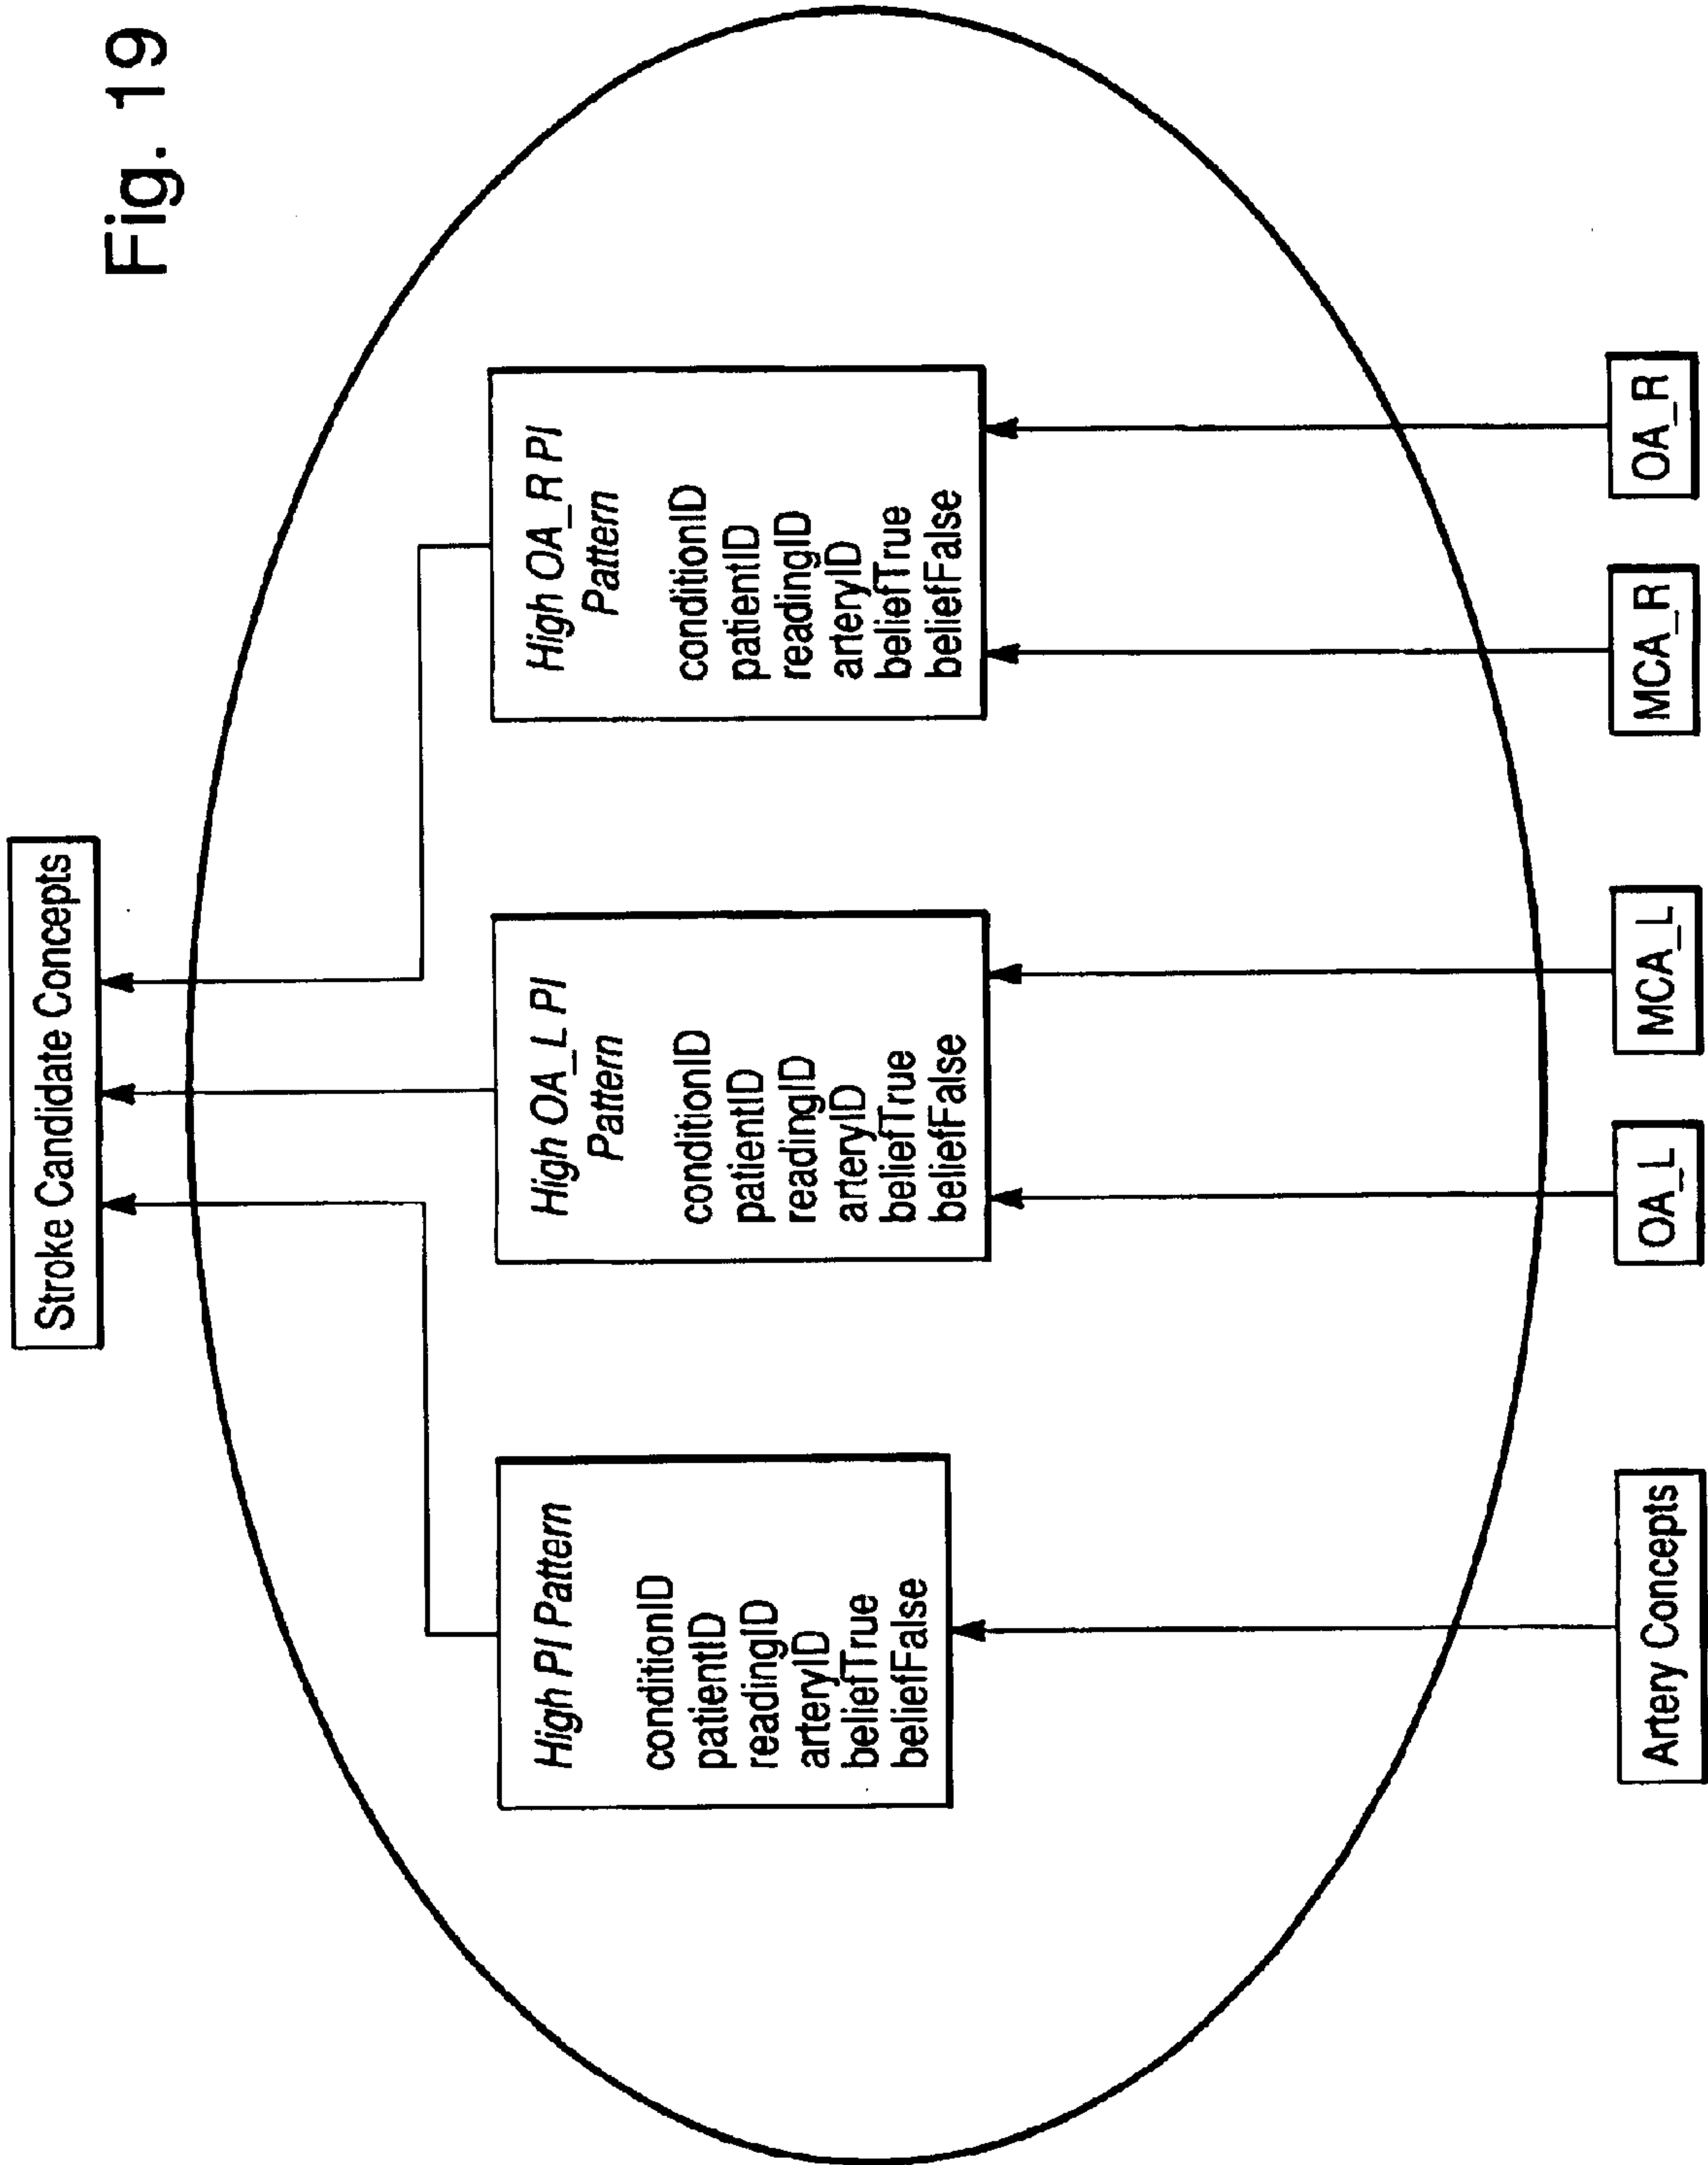 Fig. 19
Stroke Candidate Concepts
High PI Pattern
conditionID
patientID
readingID
arteryID
beliefTrue
beliefFalse
High OA_L PI
Pattern
conditionID
patientID
readingID
arteryID
beliefTrue
beliefFalse
High OA_R PI
Pattern
conditionID
patientID
readingID
arteryID
beliefTrue
beliefFalse
Artery Concepts
OA_L
MCA_L
MCA_R
OA_R